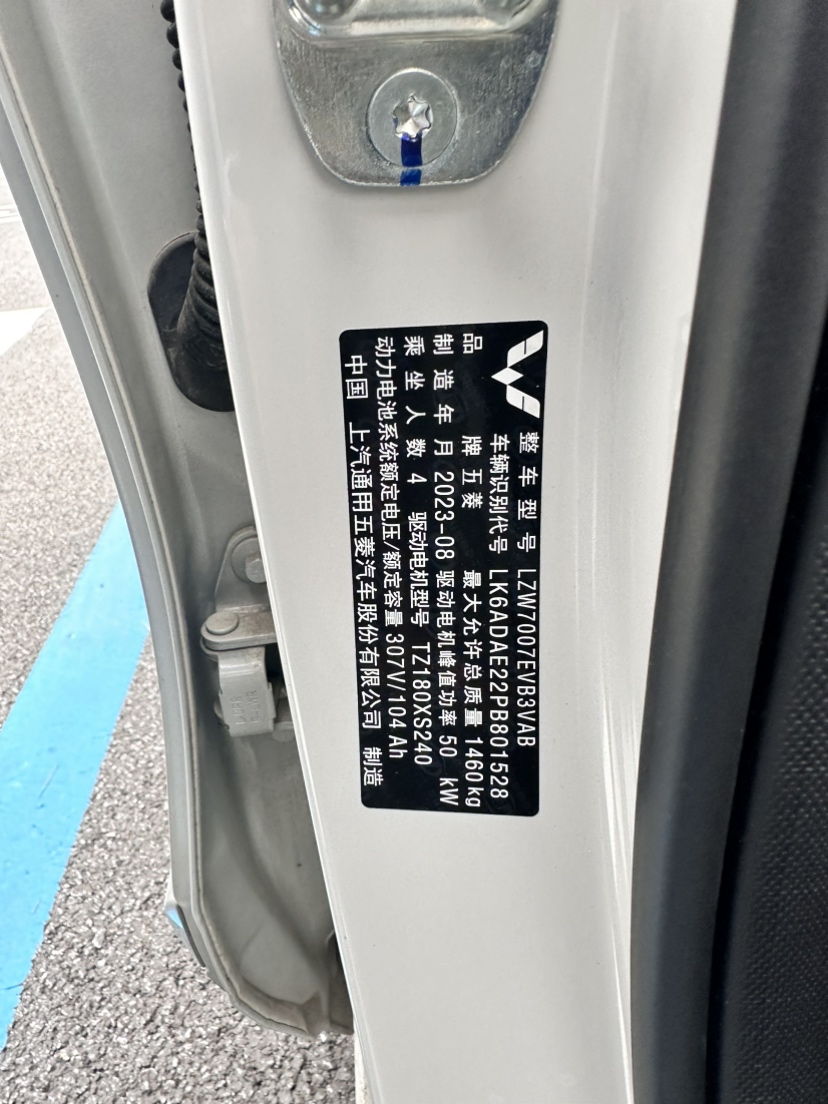 整车型号 LZW7007EVB3VAB
车辆识别代号 LK6ADAE22PB801528
品牌 五菱 最大允许总质量 1460kg
制造年月 2023-08 驱动电机峰值功率 50 kW
乘坐人数 4 驱动电机型号 TZ180XS240
动力电池系统额定电压/额定容量 307V/104Ah
中国 上汽通用五菱汽车股份有限公司 制造